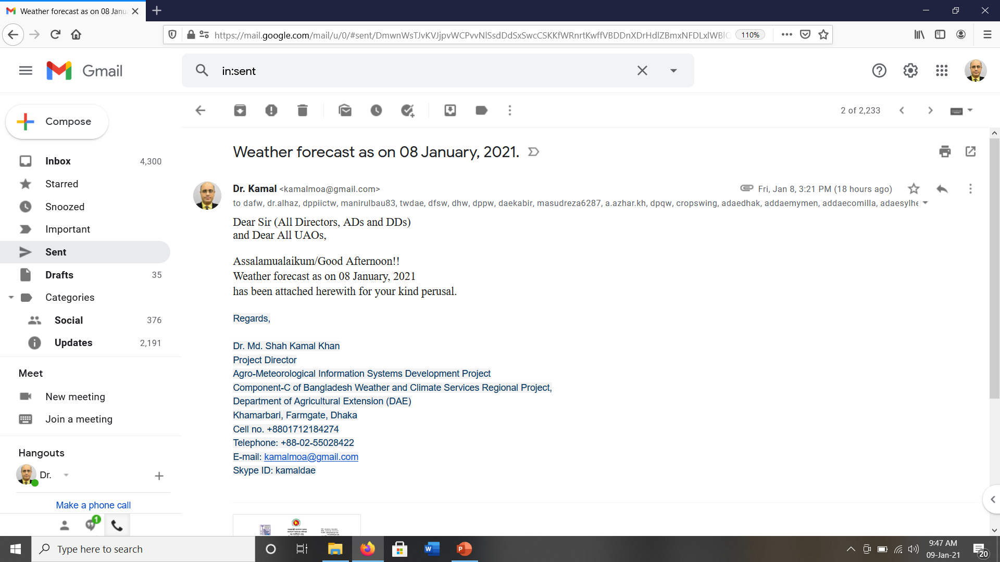 Weather forecast as on 08 Janu
https://mail.google.com/mail/u/0/#sent/DmwnWsTJvKVJjpvWCPvvNlSsdDdSxSwcCSKKfWRnrtKwffVBDDnXDrHdlZBmxNFDLxlWBlC
110%
Gmail
in:sent
Compose
2 of 2,233
Inbox 4,300
Starred
Snoozed
Important
Sent
Drafts 35
Categories
Social 376
Updates 2,191
Meet
New meeting
Join a meeting
Hangouts
Dr.
Make a phone call
1
Weather forecast as on 08 January, 2021.
Dr. Kamal <kamalmoa@gmail.com>
Fri, Jan 8, 3:21 PM (18 hours ago)
to dafw, dr.alhaz, dppiictw, manirulbau83, twdae, dfsw, dhw, dppw, daekabir, masudreza6287, a.azhar.kh, dpqw, cropswing, adaedhak, addaemymen, addaecomilla, adaesylhe
Dear Sir (All Directors, ADs and DDs)
and Dear All UAOs,
Assalamualaikum/Good Afternoon!!
Weather forecast as on 08 January, 2021
has been attached herewith for your kind perusal.
Regards,
Dr. Md. Shah Kamal Khan
Project Director
Agro-Meteorological Information Systems Development Project
Component-C of Bangladesh Weather and Climate Services Regional Project,
Department of Agricultural Extension (DAE)
Khamarbari, Farmgate, Dhaka
Cell no. +8801712184274
Telephone: +88-02-55028422
E-mail: kamalmoa@gmail.com
Skype ID: kamaldae
Type here to search
9:47 AM
09-Jan-21
20